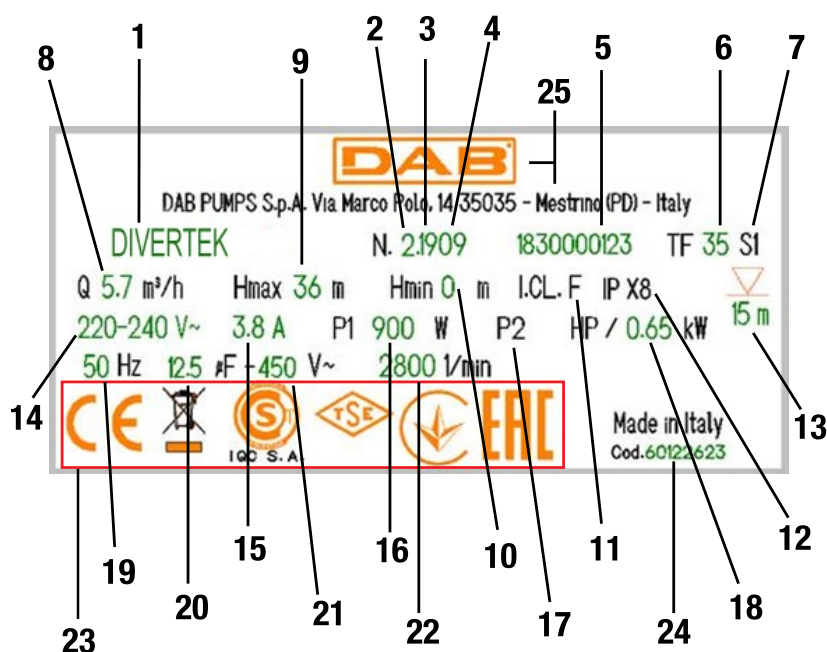 1 2 3 4 5 6 7
8 9 25
DAB
DAB PUMPS S.p.A. Via Marco Polo, 14 35035 - Mestrino (PD) - Italy
DIVERTEK N. 2.1909 1830000123 TF 35 S1
Q 5.7 m³/h Hmax 36 m Hmin 0 m I.CL. F IP X8
220-240 V~ 3.8 A P1 900 W P2 HP / 0.65 kW 15 m
50 Hz 12.5 µF -450 V~ 2800 1/min
14 13
CE CS T TSE EAC Made in Italy
IQC S.A. Cod.60122623
15 16 10 11 12
19 20 21 22 17 18
23 24